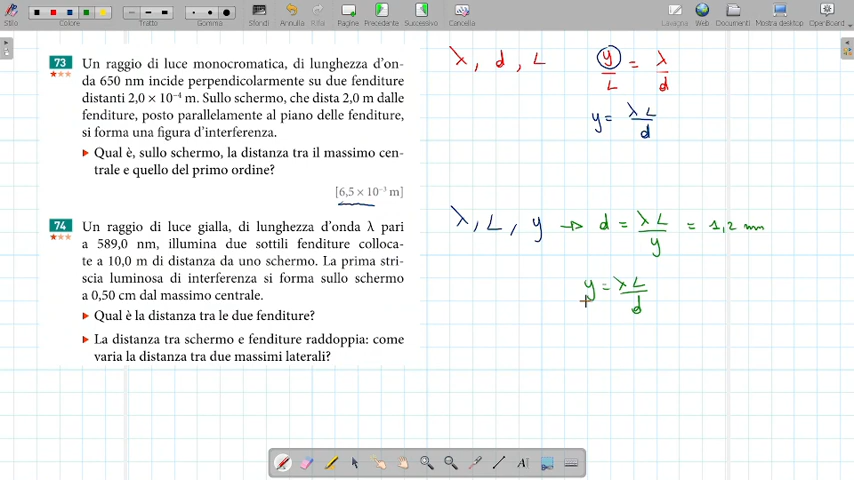 Stilo
Colore
Tratto
Gomma
Sfondi
Annulla
Rifai
Pagine
Precedente
Successivo
Cancella
Lavagna
Web
Documenti
Mostra desktop
OpenBoard
73
Un raggio di luce monocromatica, di lunghezza d'on-
da 650 nm incide perpendicolarmente su due fenditure
distanti 2,0 × 10⁻⁴ m. Sullo schermo, che dista 2,0 m dalle
fenditure, posto parallelamente al piano delle fenditure,
si forma una figura d'interferenza.
▸ Qual è, sullo schermo, la distanza tra il massimo cen-
trale e quello del primo ordine?
[6,5 × 10⁻³ m]
74
Un raggio di luce gialla, di lunghezza d'onda λ pari
a 589,0 nm, illumina due sottili fenditure colloca-
te a 10,0 m di distanza da uno schermo. La prima stri-
scia luminosa di interferenza si forma sullo schermo
a 0,50 cm dal massimo centrale.
▸ Qual è la distanza tra le due fenditure?
▸ La distanza tra schermo e fenditure raddoppia: come
varia la distanza tra due massimi laterali?
λ, d, L
y/L = λ/d
y = λL/d
λ, L, y → d = λL/y = 1,2 mm
y = λL/d